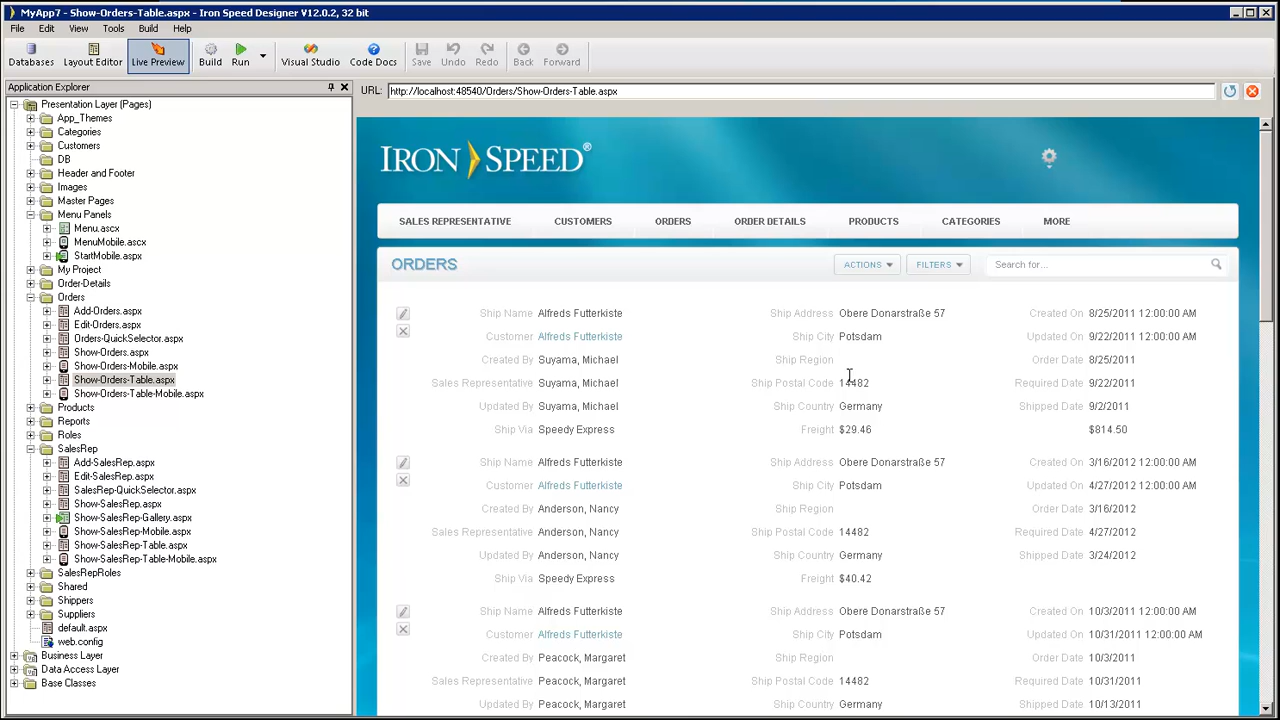 MyApp7 - Show-Orders-Table.aspx - Iron Speed Designer V12.0.2, 32 bit
File Edit View Tools Build Help
Databases Layout Editor Live Preview Build Run Visual Studio Code Docs Save Undo Redo Back Forward
Application Explorer
URL: http://localhost:48540/Orders/Show-Orders-Table.aspx
Presentation Layer (Pages)
App_Themes
Categories
Customers
DB
Header and Footer
Images
Master Pages
Menu Panels
Menu.ascx
MenuMobile.ascx
StartMobile.aspx
My Project
Order-Details
Orders
Add-Orders.aspx
Edit-Orders.aspx
Orders-QuickSelector.aspx
Show-Orders.aspx
Show-Orders-Mobile.aspx
Show-Orders-Table.aspx
Show-Orders-Table-Mobile.aspx
Products
Reports
Roles
SalesRep
Add-SalesRep.aspx
Edit-SalesRep.aspx
SalesRep-QuickSelector.aspx
Show-SalesRep.aspx
Show-SalesRep-Gallery.aspx
Show-SalesRep-Mobile.aspx
Show-SalesRep-Table.aspx
Show-SalesRep-Table-Mobile.aspx
SalesRepRoles
Shared
Shippers
Suppliers
default.aspx
web.config
Business Layer
Data Access Layer
Base Classes
IRON SPEED®
SALES REPRESENTATIVE CUSTOMERS ORDERS ORDER DETAILS PRODUCTS CATEGORIES MORE
ORDERS ACTIONS FILTERS Search for...
Ship Name Alfreds Futterkiste Ship Address Obere Donarstraße 57 Created On 8/25/2011 12:00:00 AM
Customer Alfreds Futterkiste Ship City Potsdam Updated On 9/22/2011 12:00:00 AM
Created By Suyama, Michael Ship Region Order Date 8/25/2011
Sales Representative Suyama, Michael Ship Postal Code 14482 Required Date 9/22/2011
Updated By Suyama, Michael Ship Country Germany Shipped Date 9/2/2011
Ship Via Speedy Express Freight $29.46 $814.50
Ship Name Alfreds Futterkiste Ship Address Obere Donarstraße 57 Created On 3/16/2012 12:00:00 AM
Customer Alfreds Futterkiste Ship City Potsdam Updated On 4/27/2012 12:00:00 AM
Created By Anderson, Nancy Ship Region Order Date 3/16/2012
Sales Representative Anderson, Nancy Ship Postal Code 14482 Required Date 4/27/2012
Updated By Anderson, Nancy Ship Country Germany Shipped Date 3/24/2012
Ship Via Speedy Express Freight $40.42
Ship Name Alfreds Futterkiste Ship Address Obere Donarstraße 57 Created On 10/3/2011 12:00:00 AM
Customer Alfreds Futterkiste Ship City Potsdam Updated On 10/31/2011 12:00:00 AM
Created By Peacock, Margaret Ship Region Order Date 10/3/2011
Sales Representative Peacock, Margaret Ship Postal Code 14482 Required Date 10/31/2011
Updated By Peacock, Margaret Ship Country Germany Shipped Date 10/13/2011